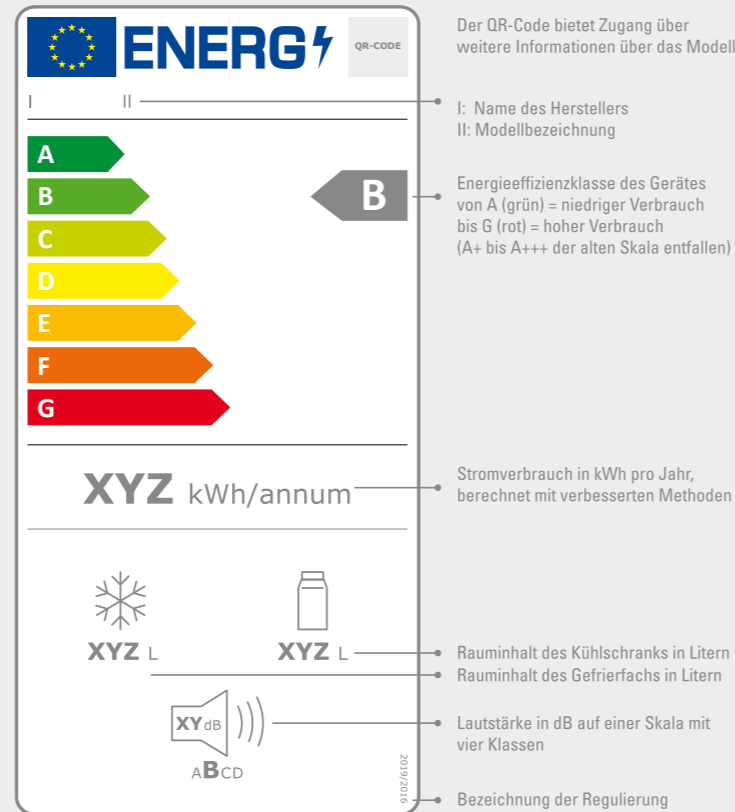 ENERG
QR-CODE
Der QR-Code bietet Zugang über
weitere Informationen über das Modell
I
II
I: Name des Herstellers
II: Modellbezeichnung
A
B
C
D
E
F
G
B
Energieeffizienzklasse des Gerätes
von A (grün) = niedriger Verbrauch
bis G (rot) = hoher Verbrauch
(A+ bis A+++ der alten Skala entfallen)
XYZ kWh/annum
Stromverbrauch in kWh pro Jahr,
berechnet mit verbesserten Methoden
XYZ L
XYZ L
Rauminhalt des Kühlschranks in Litern
Rauminhalt des Gefrierfachs in Litern
XY dB
ABCD
Lautstärke in dB auf einer Skala mit
vier Klassen
2019/2016
Bezeichnung der Regulierung